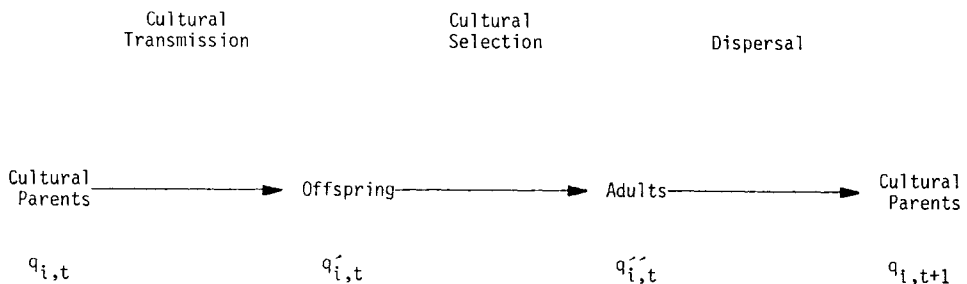 Cultural
Transmission
Cultural
Selection
Dispersal
Cultural
Parents
Offspring
Adults
Cultural
Parents
q_{i,t}
q´_{i,t}
q´´_{i,t}
q_{i,t+1}